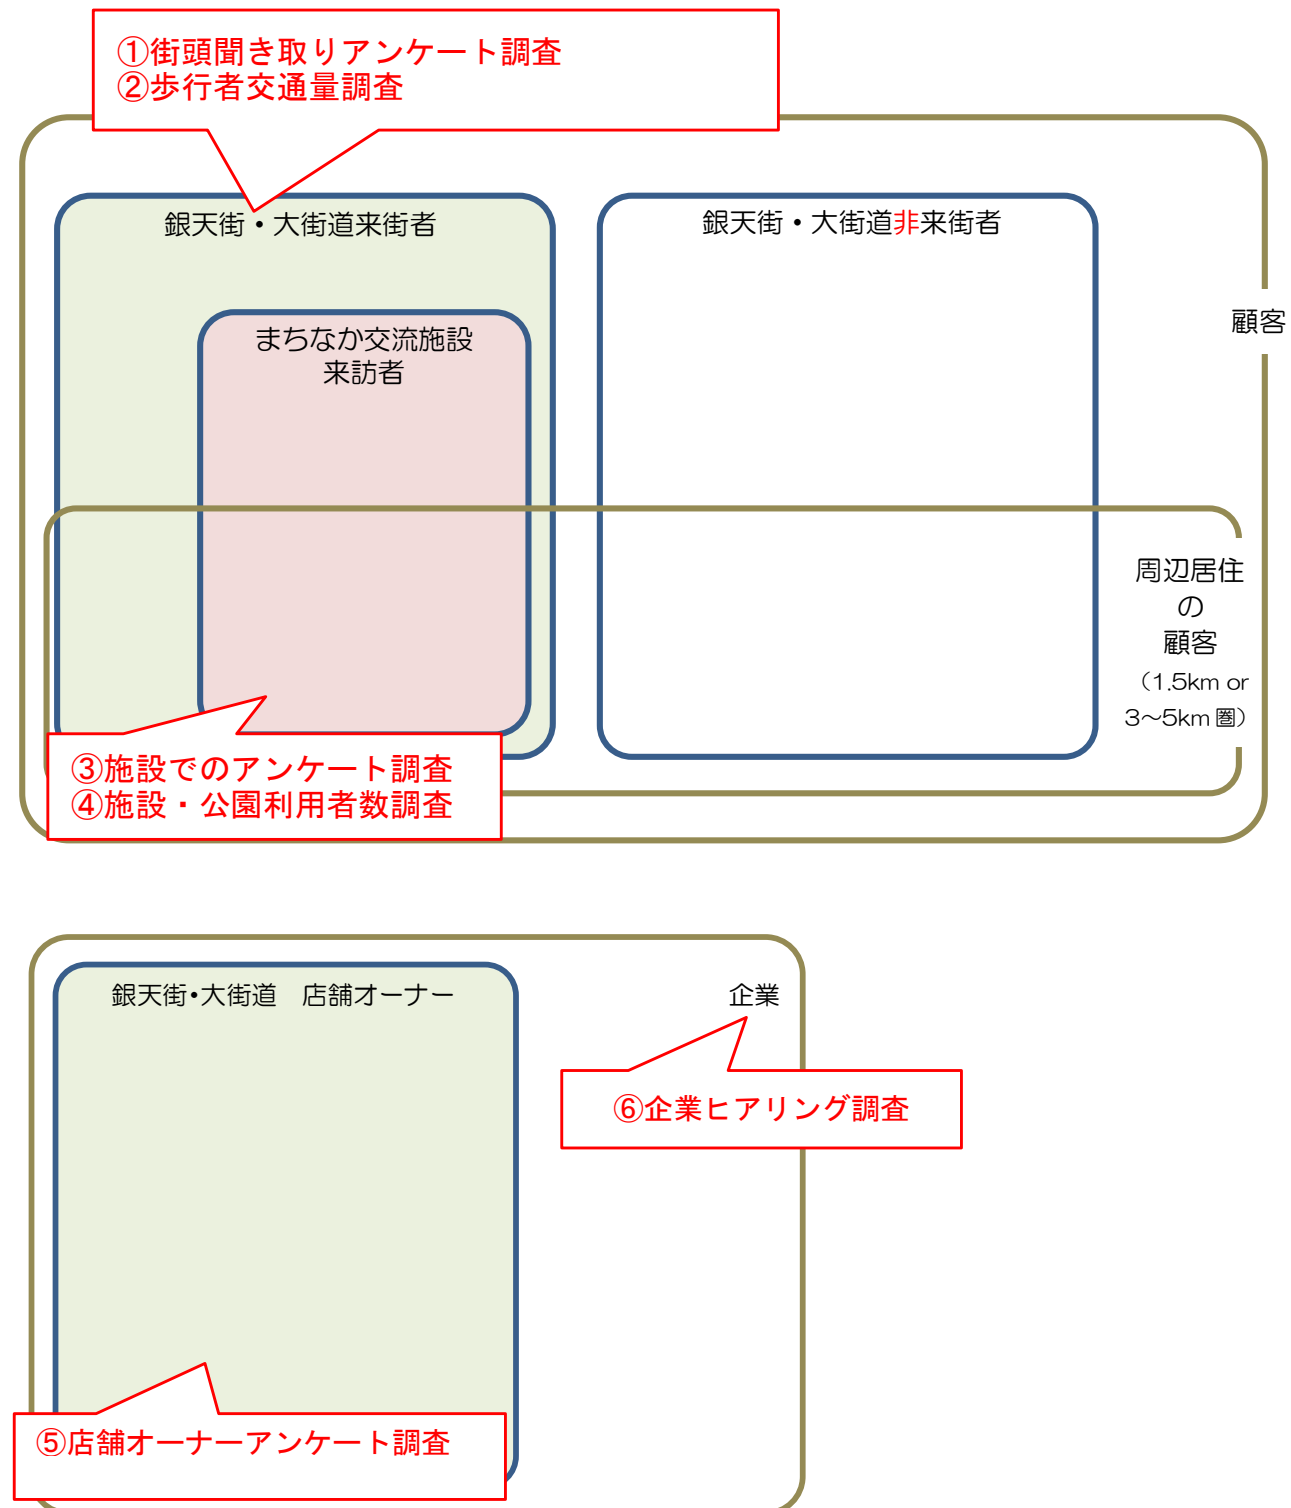 ①街頭聞き取りアンケート調査
②歩行者交通量調査
銀天街・大街道来街者
銀天街・大街道非来街者
顧客
まちなか交流施設
来訪者
周辺居住
の
顧客
（1.5km or
3～5km圏）
③施設でのアンケート調査
④施設・公園利用者数調査
銀天街・大街道　店舗オーナー
企業
⑥企業ヒアリング調査
⑤店舗オーナーアンケート調査